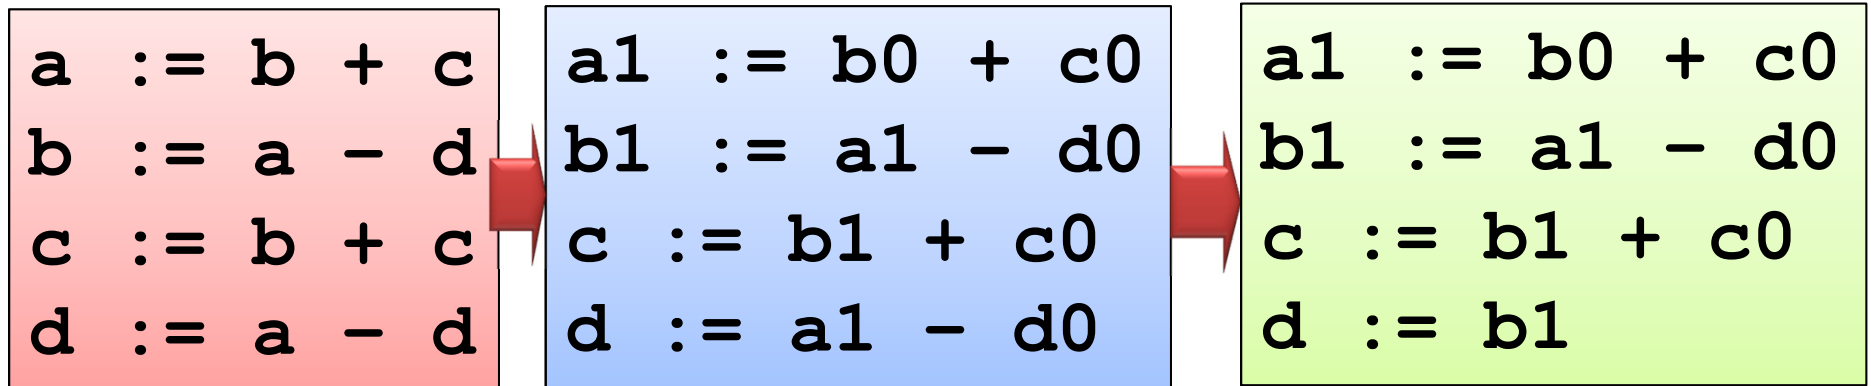 a := b + c
b := a - d
c := b + c
d := a - d
a1 := b0 + c0
b1 := a1 - d0
c := b1 + c0
d := a1 - d0
a1 := b0 + c0
b1 := a1 - d0
c := b1 + c0
d := b1